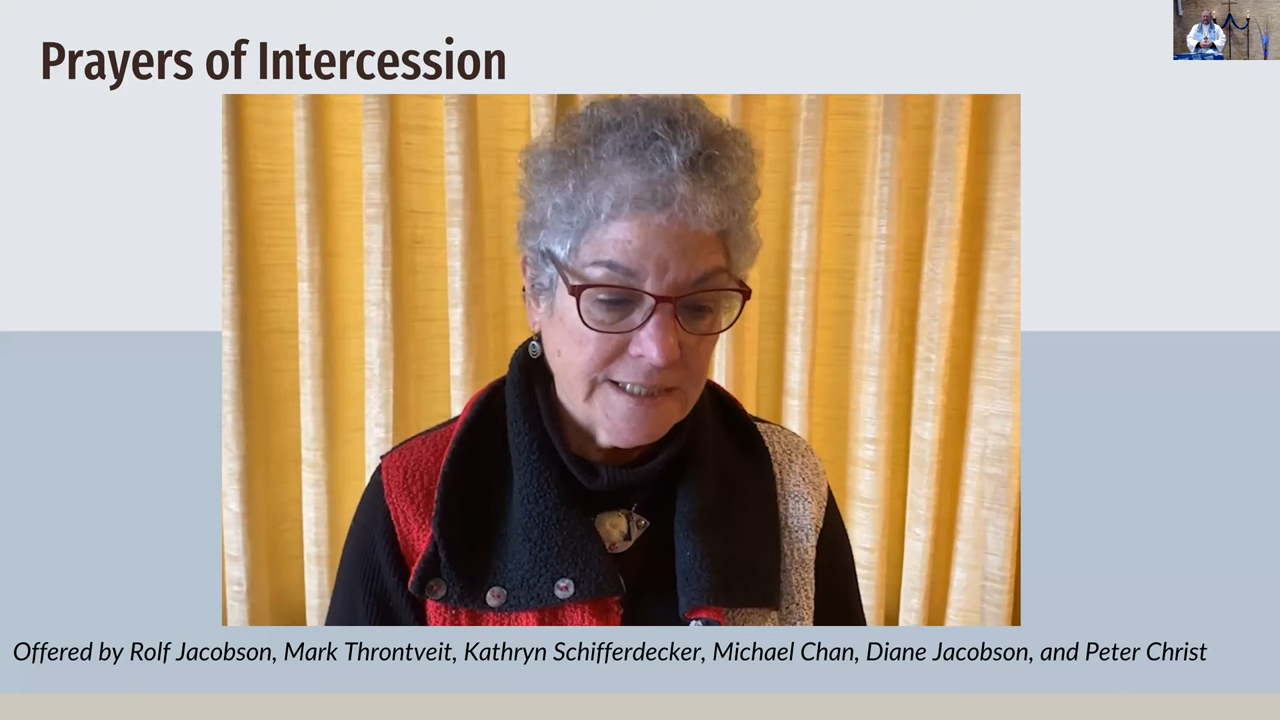 Prayers of Intercession
Offered by Rolf Jacobson, Mark Throntveit, Kathryn Schifferdecker, Michael Chan, Diane Jacobson, and Peter Christ